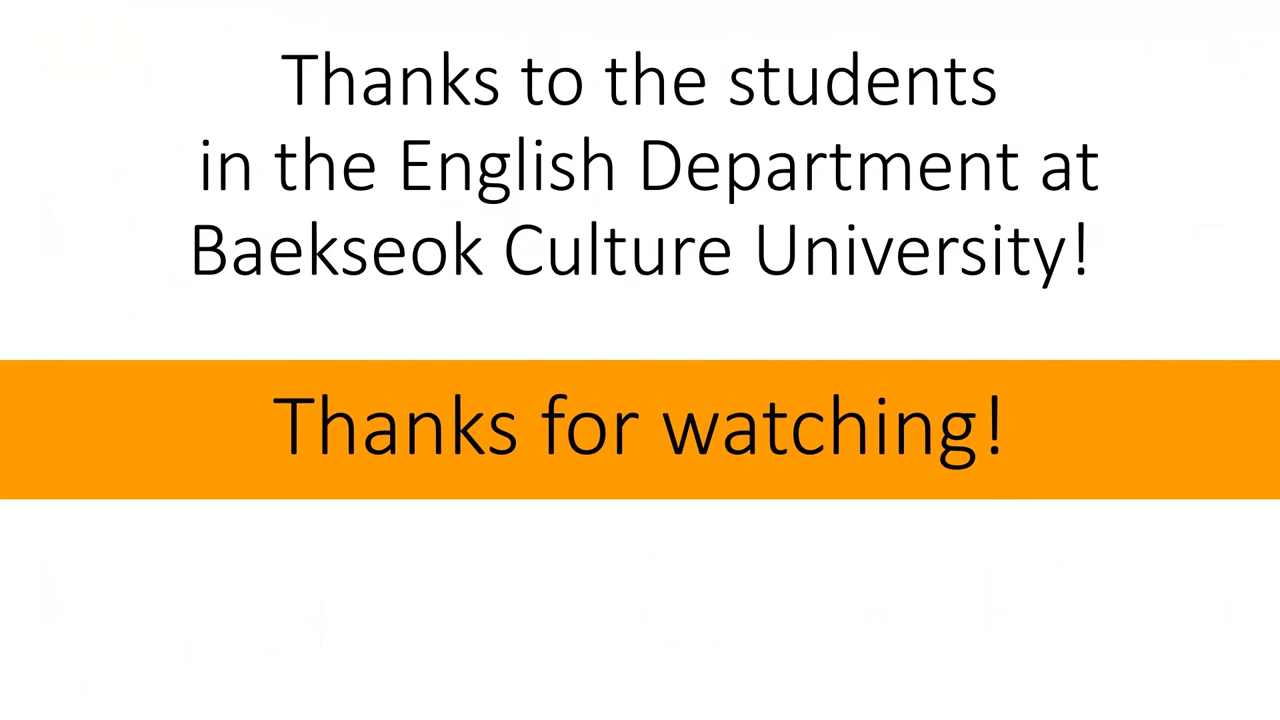 Thanks to the students
in the English Department at
Baekseok Culture University!
Thanks for watching!